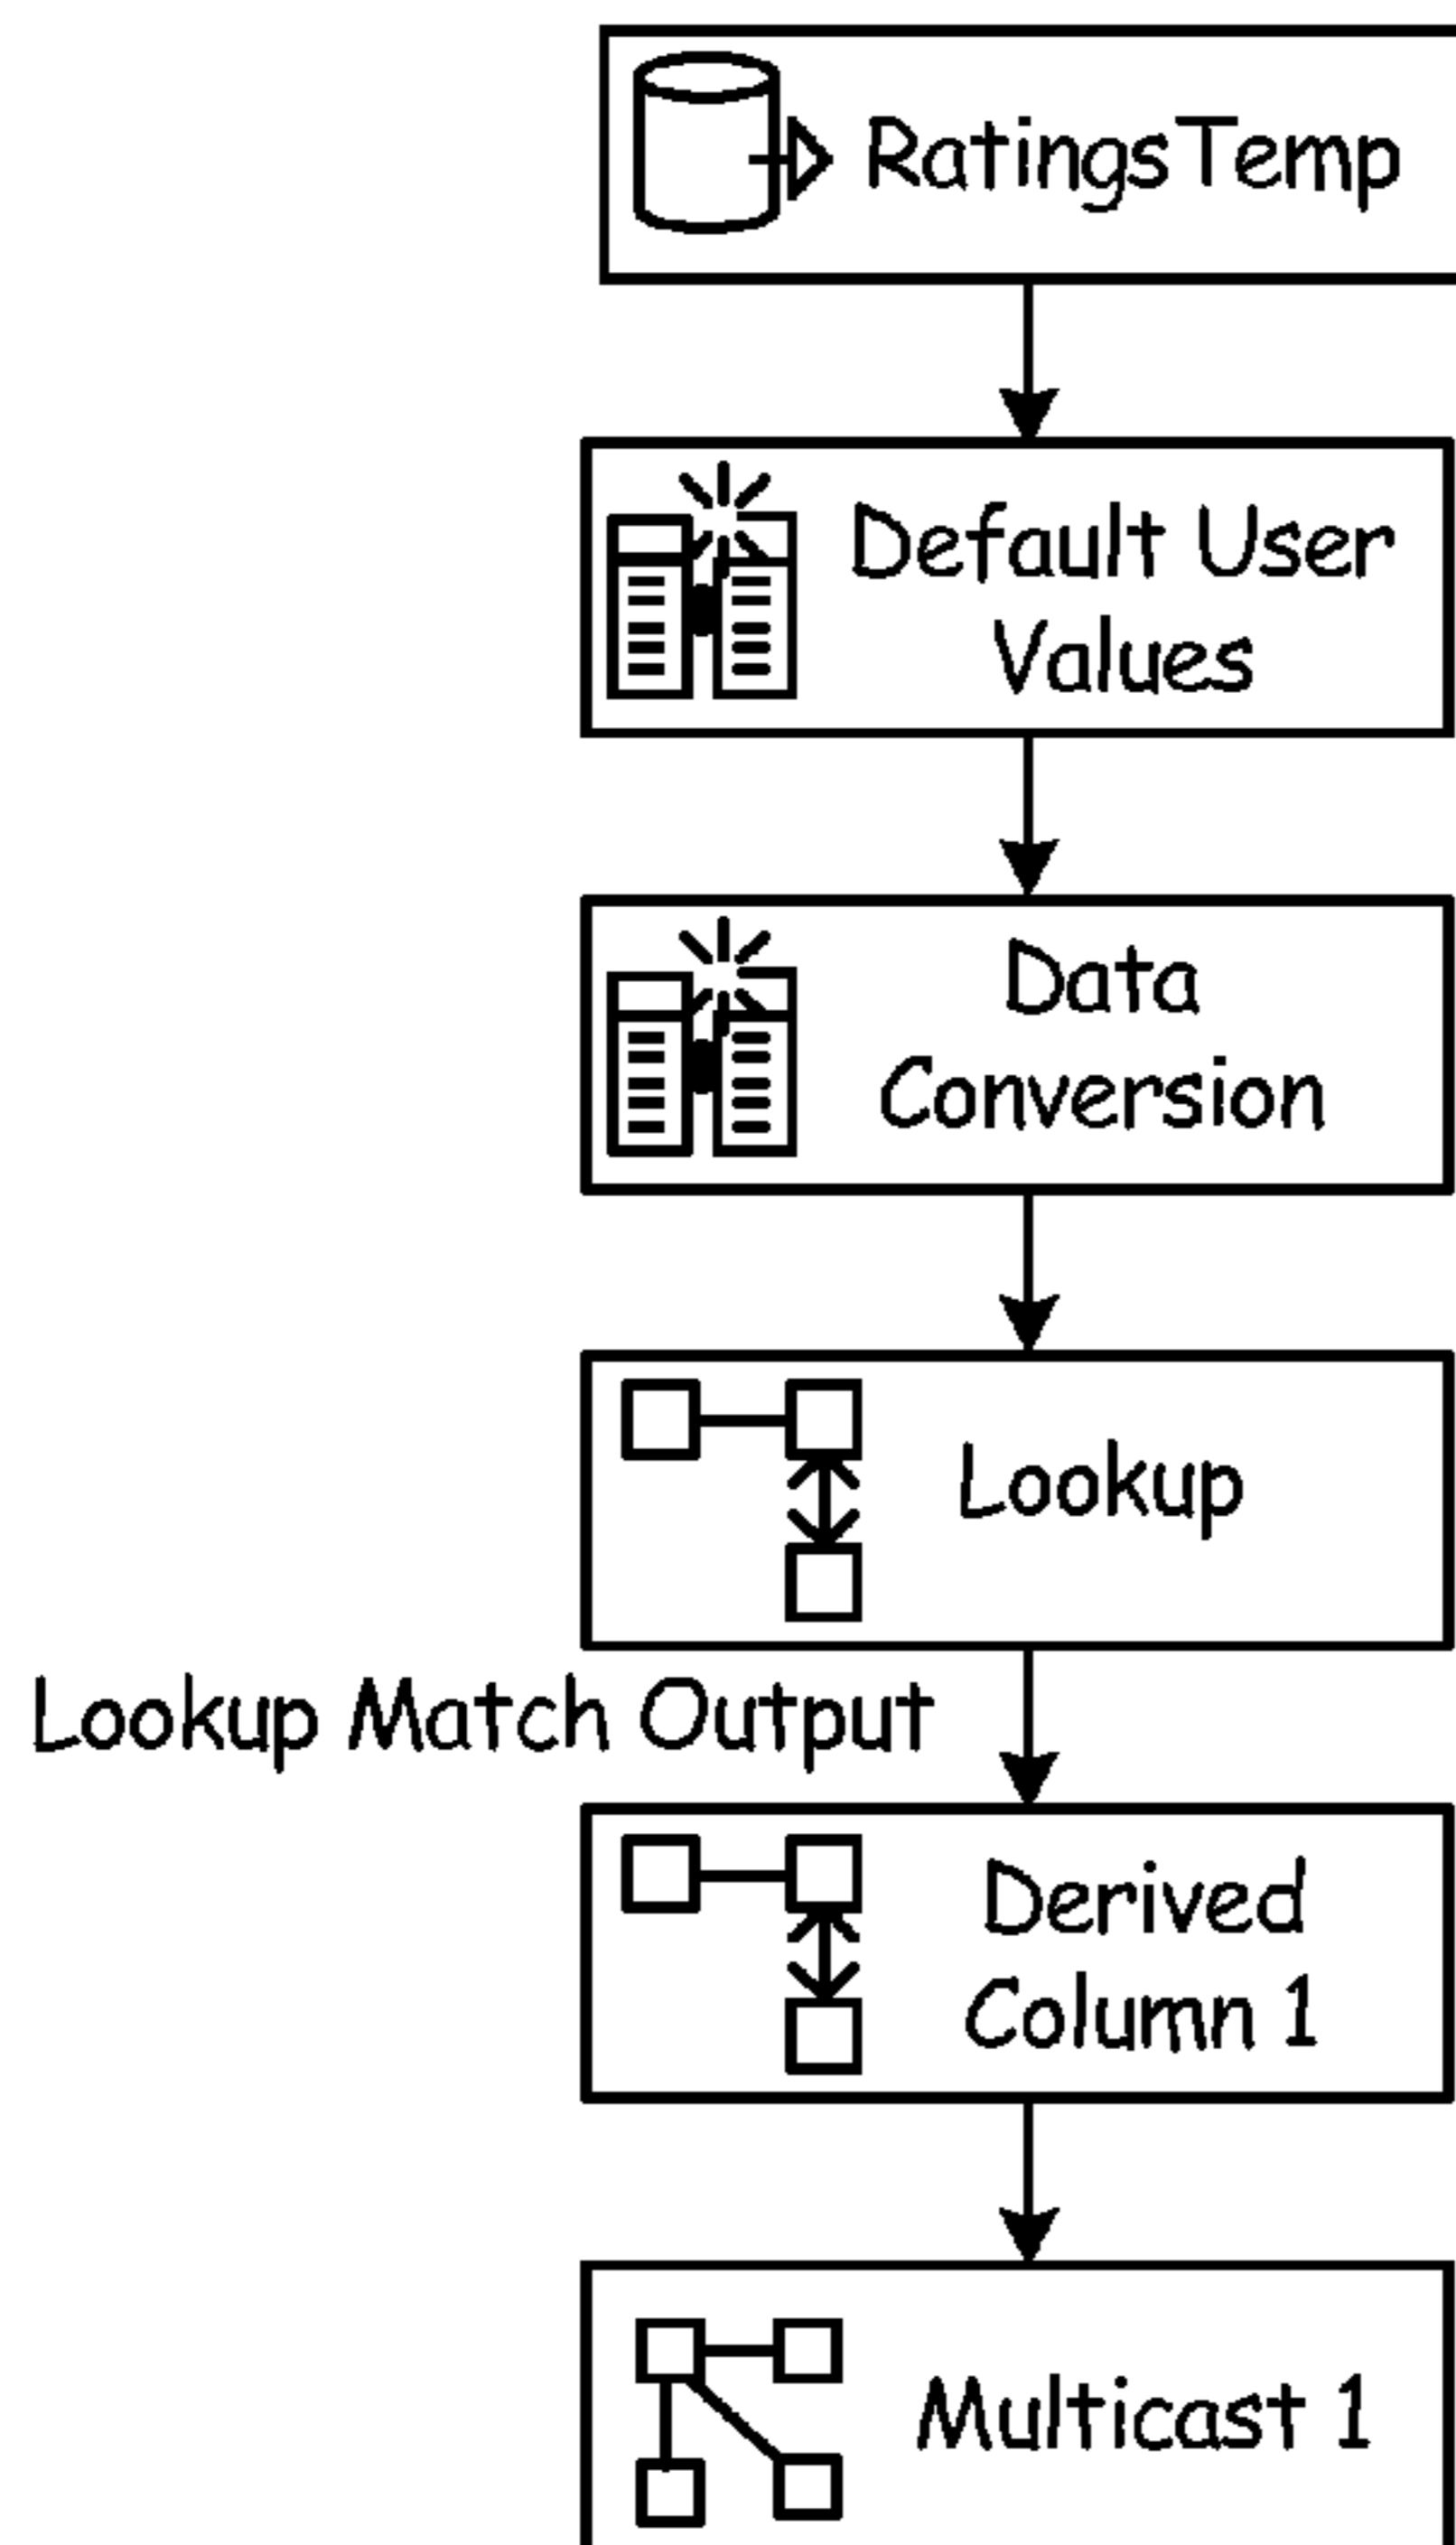 RatingsTemp
Default User
Values
Data
Conversion
Lookup
Lookup Match Output
Derived
Column 1
Multicast 1